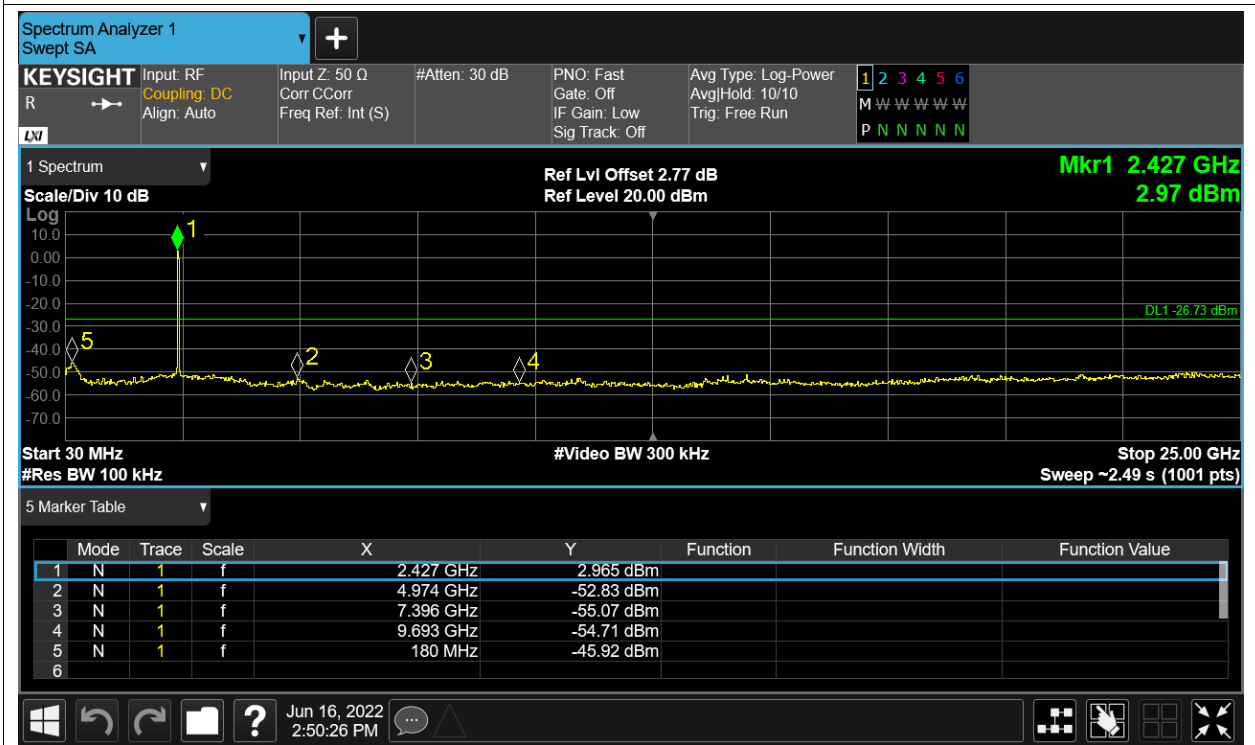 Spectrum Analyzer 1
Swept SA
+
KEYSIGHT Input: RF Input Z: 50 Ω #Atten: 30 dB PNO: Fast Avg Type: Log-Power 1 2 3 4 5 6
R Coupling: DC Corr CCorr Gate: Off Avg|Hold: 10/10 M W W W W W
Align: Auto Freq Ref: Int (S) IF Gain: Low Trig: Free Run
LXI Sig Track: Off P N N N N N
1 Spectrum Ref Lvl Offset 2.77 dB Mkr1 2.427 GHz
Scale/Div 10 dB Ref Level 20.00 dBm 2.97 dBm
Log
10.0 1
0.00
-10.0
-20.0 DL1 -26.73 dBm
-30.0
-40.0 5 2 3 4
-50.0
-60.0
-70.0
Start 30 MHz #Video BW 300 kHz Stop 25.00 GHz
#Res BW 100 kHz Sweep ~2.49 s (1001 pts)
5 Marker Table
Mode Trace Scale X Y Function Function Width Function Value
1 N 1 f 2.427 GHz 2.965 dBm
2 N 1 f 4.974 GHz -52.83 dBm
3 N 1 f 7.396 GHz -55.07 dBm
4 N 1 f 9.693 GHz -54.71 dBm
5 N 1 f 180 MHz -45.92 dBm
6
? Jun 16, 2022
2:50:26 PM